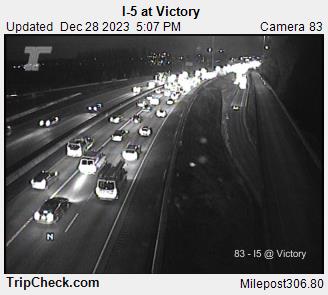 I-5 at Victory
Updated  Dec 28 2023  5:07 PM
Camera 83
T
N
83 - I5 @ Victory
TripCheck.com
Milepost306.80